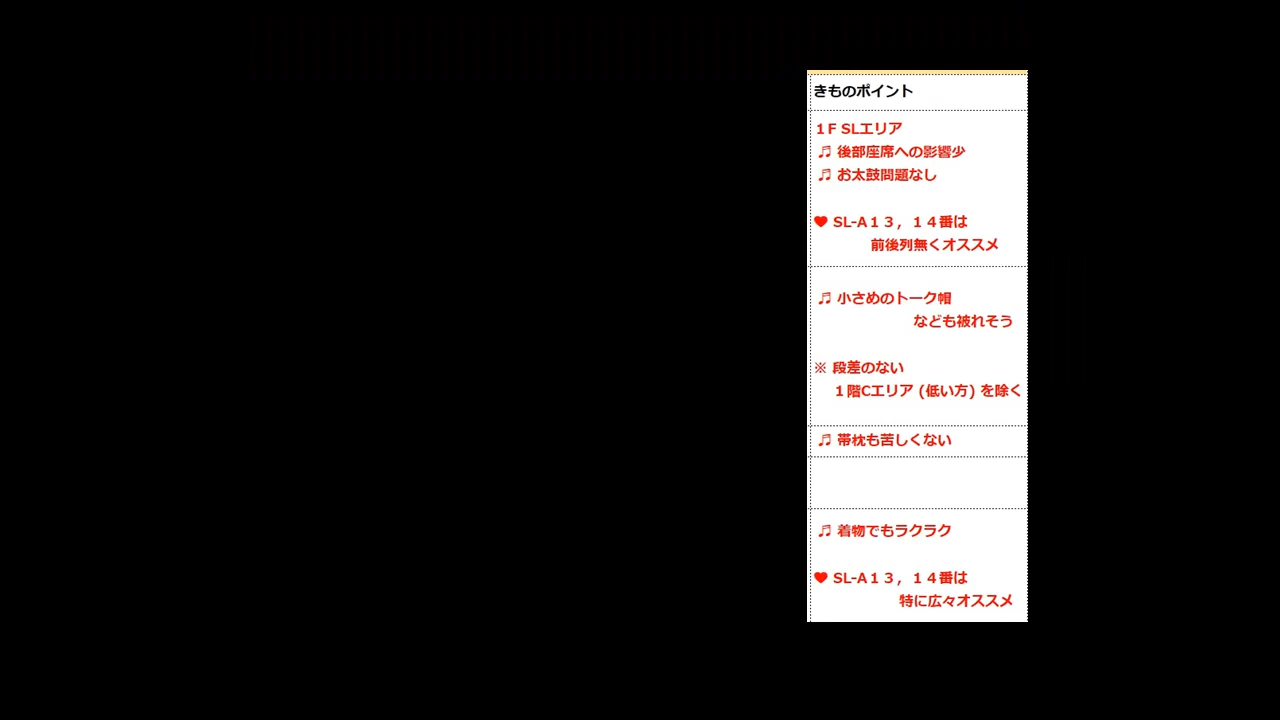 きものポイント
１F SLエリア
♬ 後部座席への影響少
♬ お太鼓問題なし
♥ SL-A１３，１４番は
前後列無くオススメ
♬ 小さめのトーク帽
なども被れそう
※ 段差のない
１階Cエリア (低い方) を除く
♬ 帯枕も苦しくない
♬ 着物でもラクラク
♥ SL-A１３，１４番は
特に広々オススメ